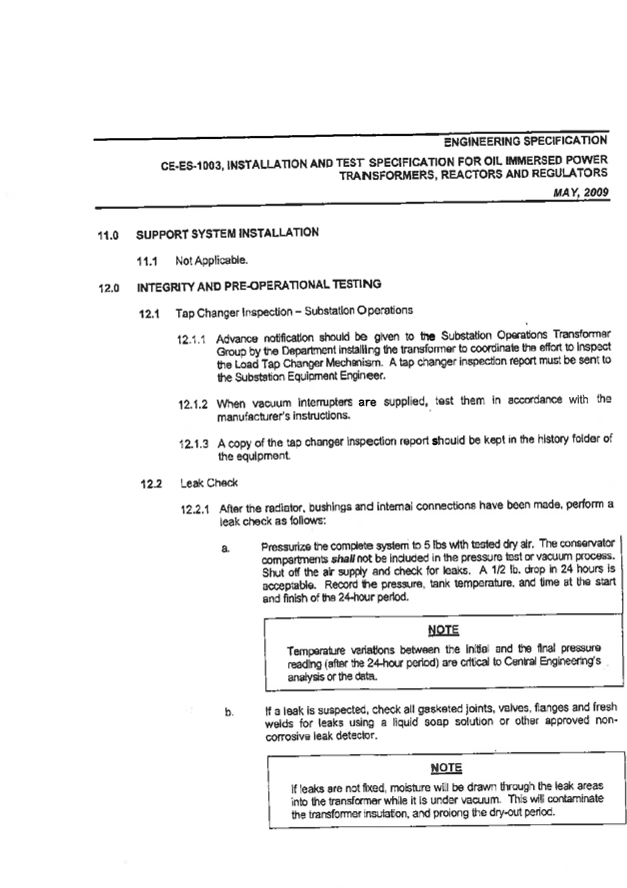 ENGINEERING SPECIFICATION
CE-ES-1003, INSTALLATION AND TEST SPECIFICATION FOR OIL IMMERSED POWER
TRANSFORMERS, REACTORS AND REGULATORS
MAY, 2009
11.0 SUPPORT SYSTEM INSTALLATION
11.1 Not Applicable.
12.0 INTEGRITY AND PRE-OPERATIONAL TESTING
12.1 Tap Changer Inspection – Substation Operations
12.1.1 Advance notification should be given to the Substation Operations Transformer
Group by the Department installing the transformer to coordinate the effort to inspect
the Load Tap Changer Mechanism. A tap changer inspection report must be sent to
the Substation Equipment Engineer.
12.1.2 When vacuum interrupters are supplied, test them in accordance with the
manufacturer's instructions.
12.1.3 A copy of the tap changer inspection report should be kept in the history folder of
the equipment.
12.2 Leak Check
12.2.1 After the radiator, bushings and internal connections have been made, perform a
leak check as follows:
a. Pressurize the complete system to 5 lbs with tested dry air. The conservator
compartments shall not be included in the pressure test or vacuum process.
Shut off the air supply and check for leaks. A 1/2 lb. drop in 24 hours is
acceptable. Record the pressure, tank temperature, and time at the start
and finish of the 24-hour period.
NOTE
Temperature variations between the initial and the final pressure
reading (after the 24-hour period) are critical to Central Engineering's
analysis or the data.
b. If a leak is suspected, check all gasketed joints, valves, flanges and fresh
welds for leaks using a liquid soap solution or other approved non-
corrosive leak detector.
NOTE
If leaks are not fixed, moisture will be drawn through the leak areas
into the transformer while it is under vacuum. This will contaminate
the transformer insulation, and prolong the dry-out period.